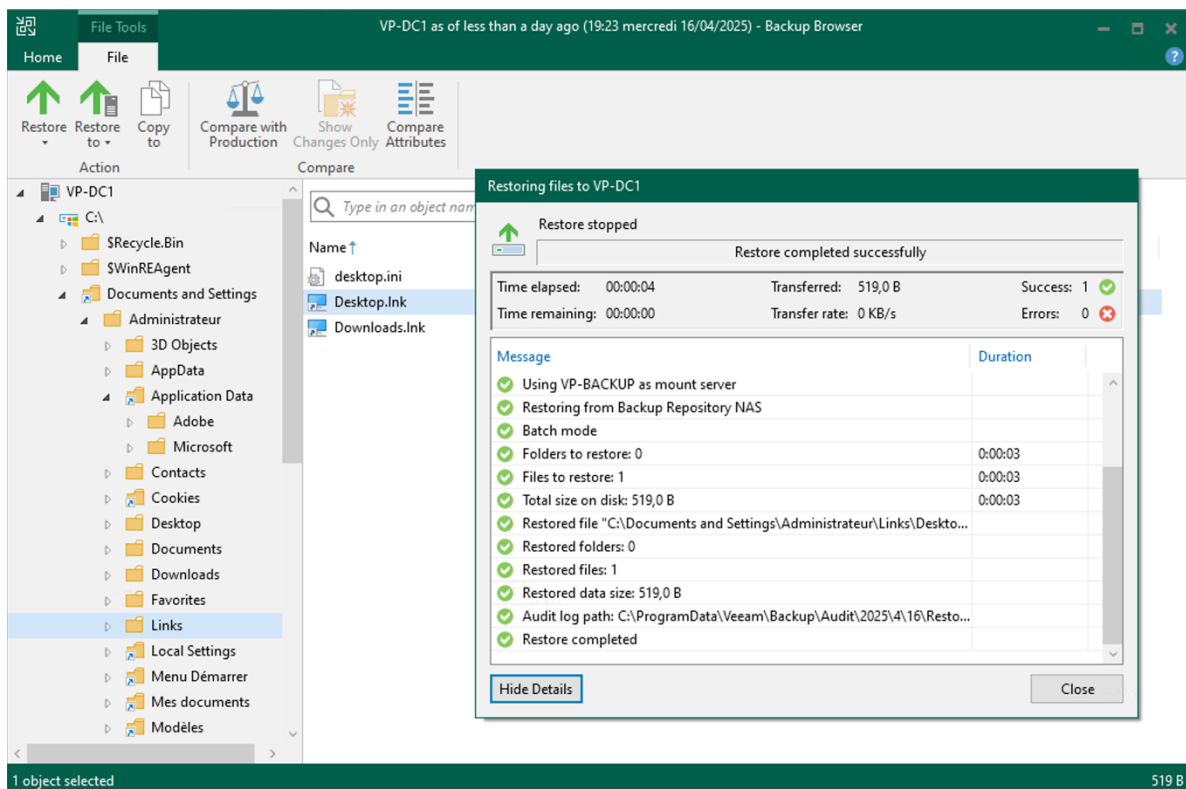 File Tools
VP-DC1 as of less than a day ago (19:23 mercredi 16/04/2025) - Backup Browser
Home
File
Restore
Restore to
Copy to
Compare with Production
Show Changes Only
Compare Attributes
Action
Compare
VP-DC1
C:\
$Recycle.Bin
$WinREAgent
Documents and Settings
Administrateur
3D Objects
AppData
Application Data
Adobe
Microsoft
Contacts
Cookies
Desktop
Documents
Downloads
Favorites
Links
Local Settings
Menu Démarrer
Mes documents
Modèles
Type in an object nam
Name
desktop.ini
Desktop.lnk
Downloads.lnk
Restoring files to VP-DC1
Restore stopped
Restore completed successfully
Time elapsed: 00:00:04 Transferred: 519,0 B Success: 1
Time remaining: 00:00:00 Transfer rate: 0 KB/s Errors: 0
Message Duration
Using VP-BACKUP as mount server
Restoring from Backup Repository NAS
Batch mode
Folders to restore: 0 0:00:03
Files to restore: 1 0:00:03
Total size on disk: 519,0 B 0:00:03
Restored file "C:\Documents and Settings\Administrateur\Links\Deskto...
Restored folders: 0
Restored files: 1
Restored data size: 519,0 B
Audit log path: C:\ProgramData\Veeam\Backup\Audit\2025\4\16\Resto...
Restore completed
Hide Details
Close
1 object selected
519 B